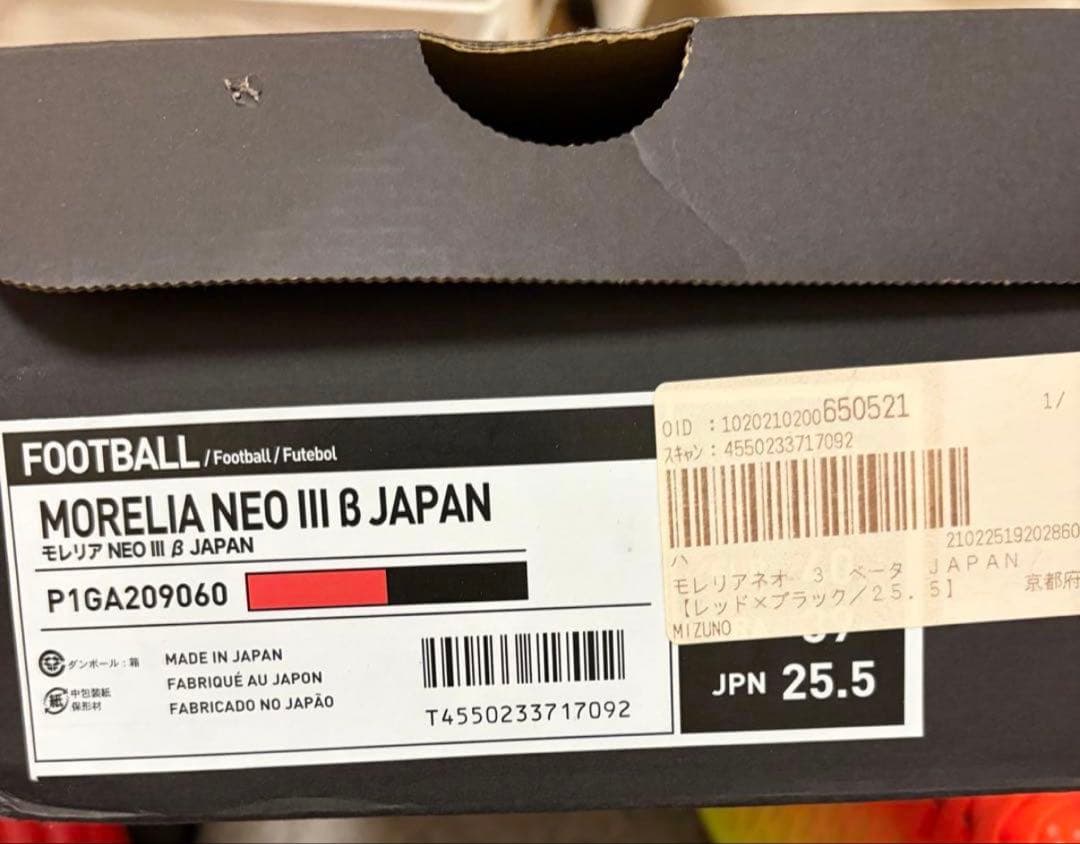 FOOTBALL / Football / Futebol
MORELIA NEO III β JAPAN
モレリア NEO III β JAPAN
P1GA209060
ダンボール：箱
中包装紙
紙
保形材
MADE IN JAPAN
FABRIQUÉ AU JAPON
FABRICADO NO JAPÃO
T4550233717092
JPN 25.5
OID :1020210200650521
1/
スキャン：4550233717092
21022519202860
ハ
モレリアネオ 3 ベータ JAPAN
【レッド×ブラック／25．5】
京都府
MIZUNO